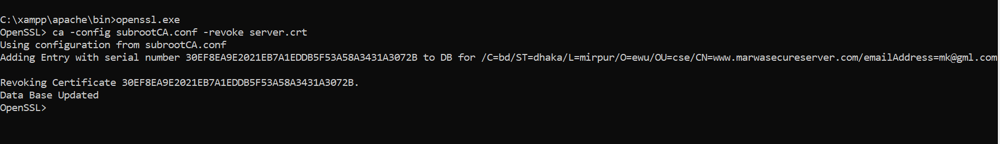 C:\xampp\apache\bin>openssl.exe
OpenSSL> ca -config subrootCA.conf -revoke server.crt
Using configuration from subrootCA.conf
Adding Entry with serial number 30EF8EA9E2021EB7A1EDDB5F53A58A3431A3072B to DB for /C=bd/ST=dhaka/L=mirpur/O=ewu/OU=cse/CN=www.marwasecureserver.com/emailAddress=mk@gml.com
Revoking Certificate 30EF8EA9E2021EB7A1EDDB5F53A58A3431A3072B.
Data Base Updated
OpenSSL>